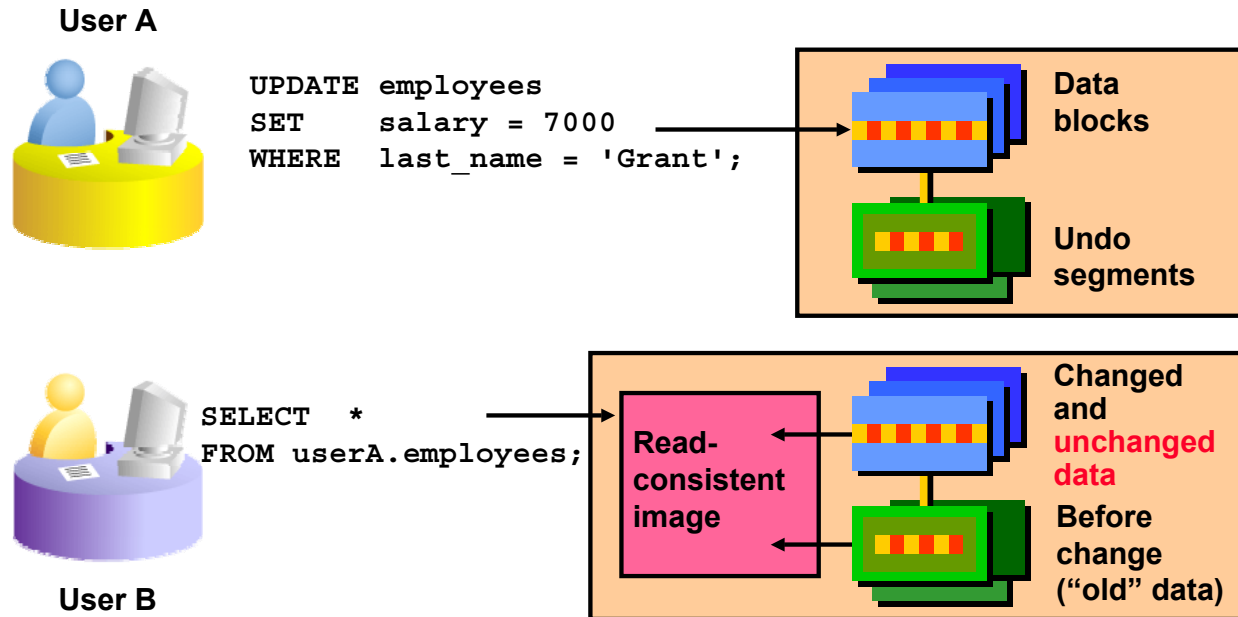 User A
UPDATE employees
SET salary = 7000
WHERE last_name = 'Grant';
Data
blocks
Undo
segments
SELECT *
FROM userA.employees;
Read-
consistent
image
Changed
and
unchanged
data
Before
change
(“old” data)
User B